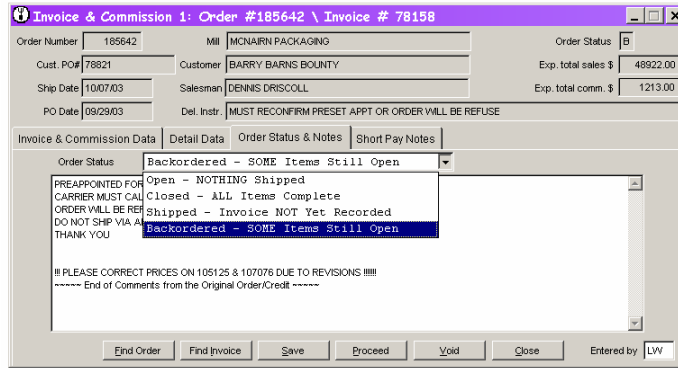 Invoice & Commission 1: Order #185642 \ Invoice # 78158
Order Number 185642 Mill MCNAIRN PACKAGING Order Status B
Cust. PO# 78821 Customer BARRY BARNS BOUNTY Exp. total sales $ 48922.00
Ship Date 10/07/03 Salesman DENNIS DRISCOLL Exp. total comm. $ 1213.00
PO Date 09/29/03 Del. Instr. MUST RECONFIRM PRESET APPT OR ORDER WILL BE REFUSE
Invoice & Commission Data Detail Data Order Status & Notes Short Pay Notes
Order Status Backordered - SOME Items Still Open
Open - NOTHING Shipped
Closed - ALL Items Complete
Shipped - Invoice NOT Yet Recorded
Backordered - SOME Items Still Open
PREAPPOINTED FOR
CARRIER MUST CAL
ORDER WILL BE REF
DO NOT SHIP VIA
THANK YOU
!!! PLEASE CORRECT PRICES ON 105125 & 107076 DUE TO REVISIONS !!!!!!
~~~~~ End of Comments from the Original Order/Credit ~~~~~
Find Order Find Invoice Save Proceed Void Close Entered by LW